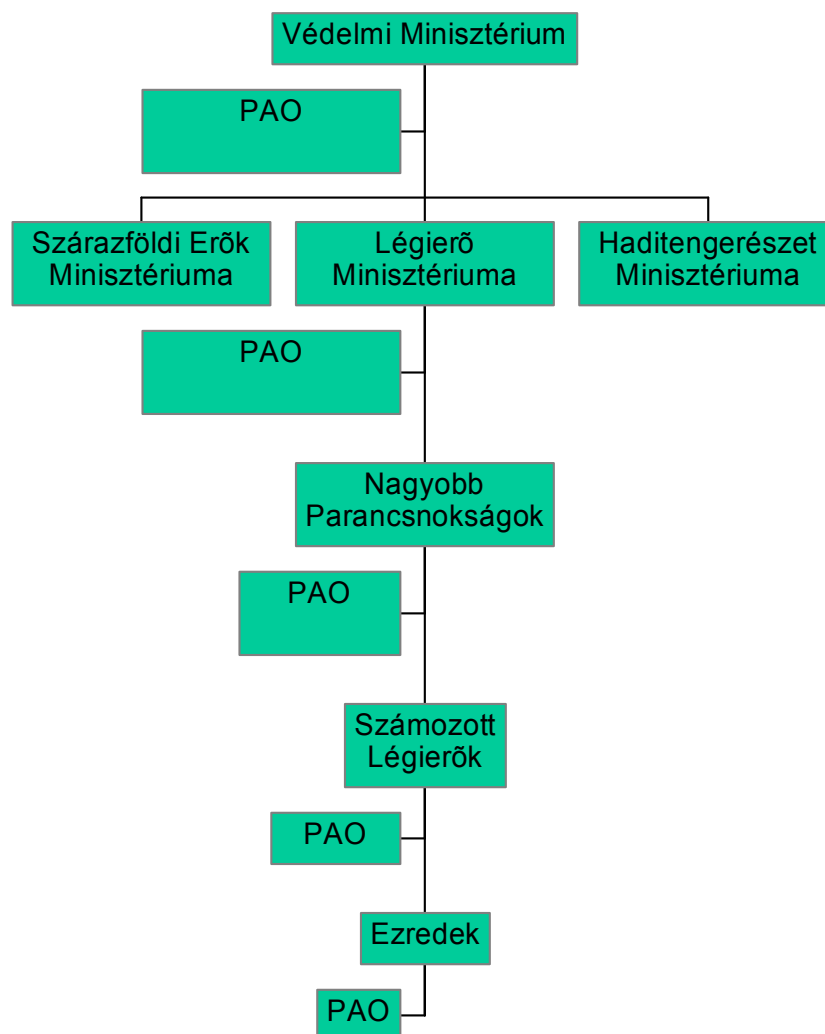 Védelmi Minisztérium
PAO
Szárazföldi Erõk
Minisztériuma
Légierõ
Minisztériuma
Haditengerészet
Minisztériuma
PAO
Nagyobb
Parancsnokságok
PAO
Számozott
Légierõk
PAO
Ezredek
PAO